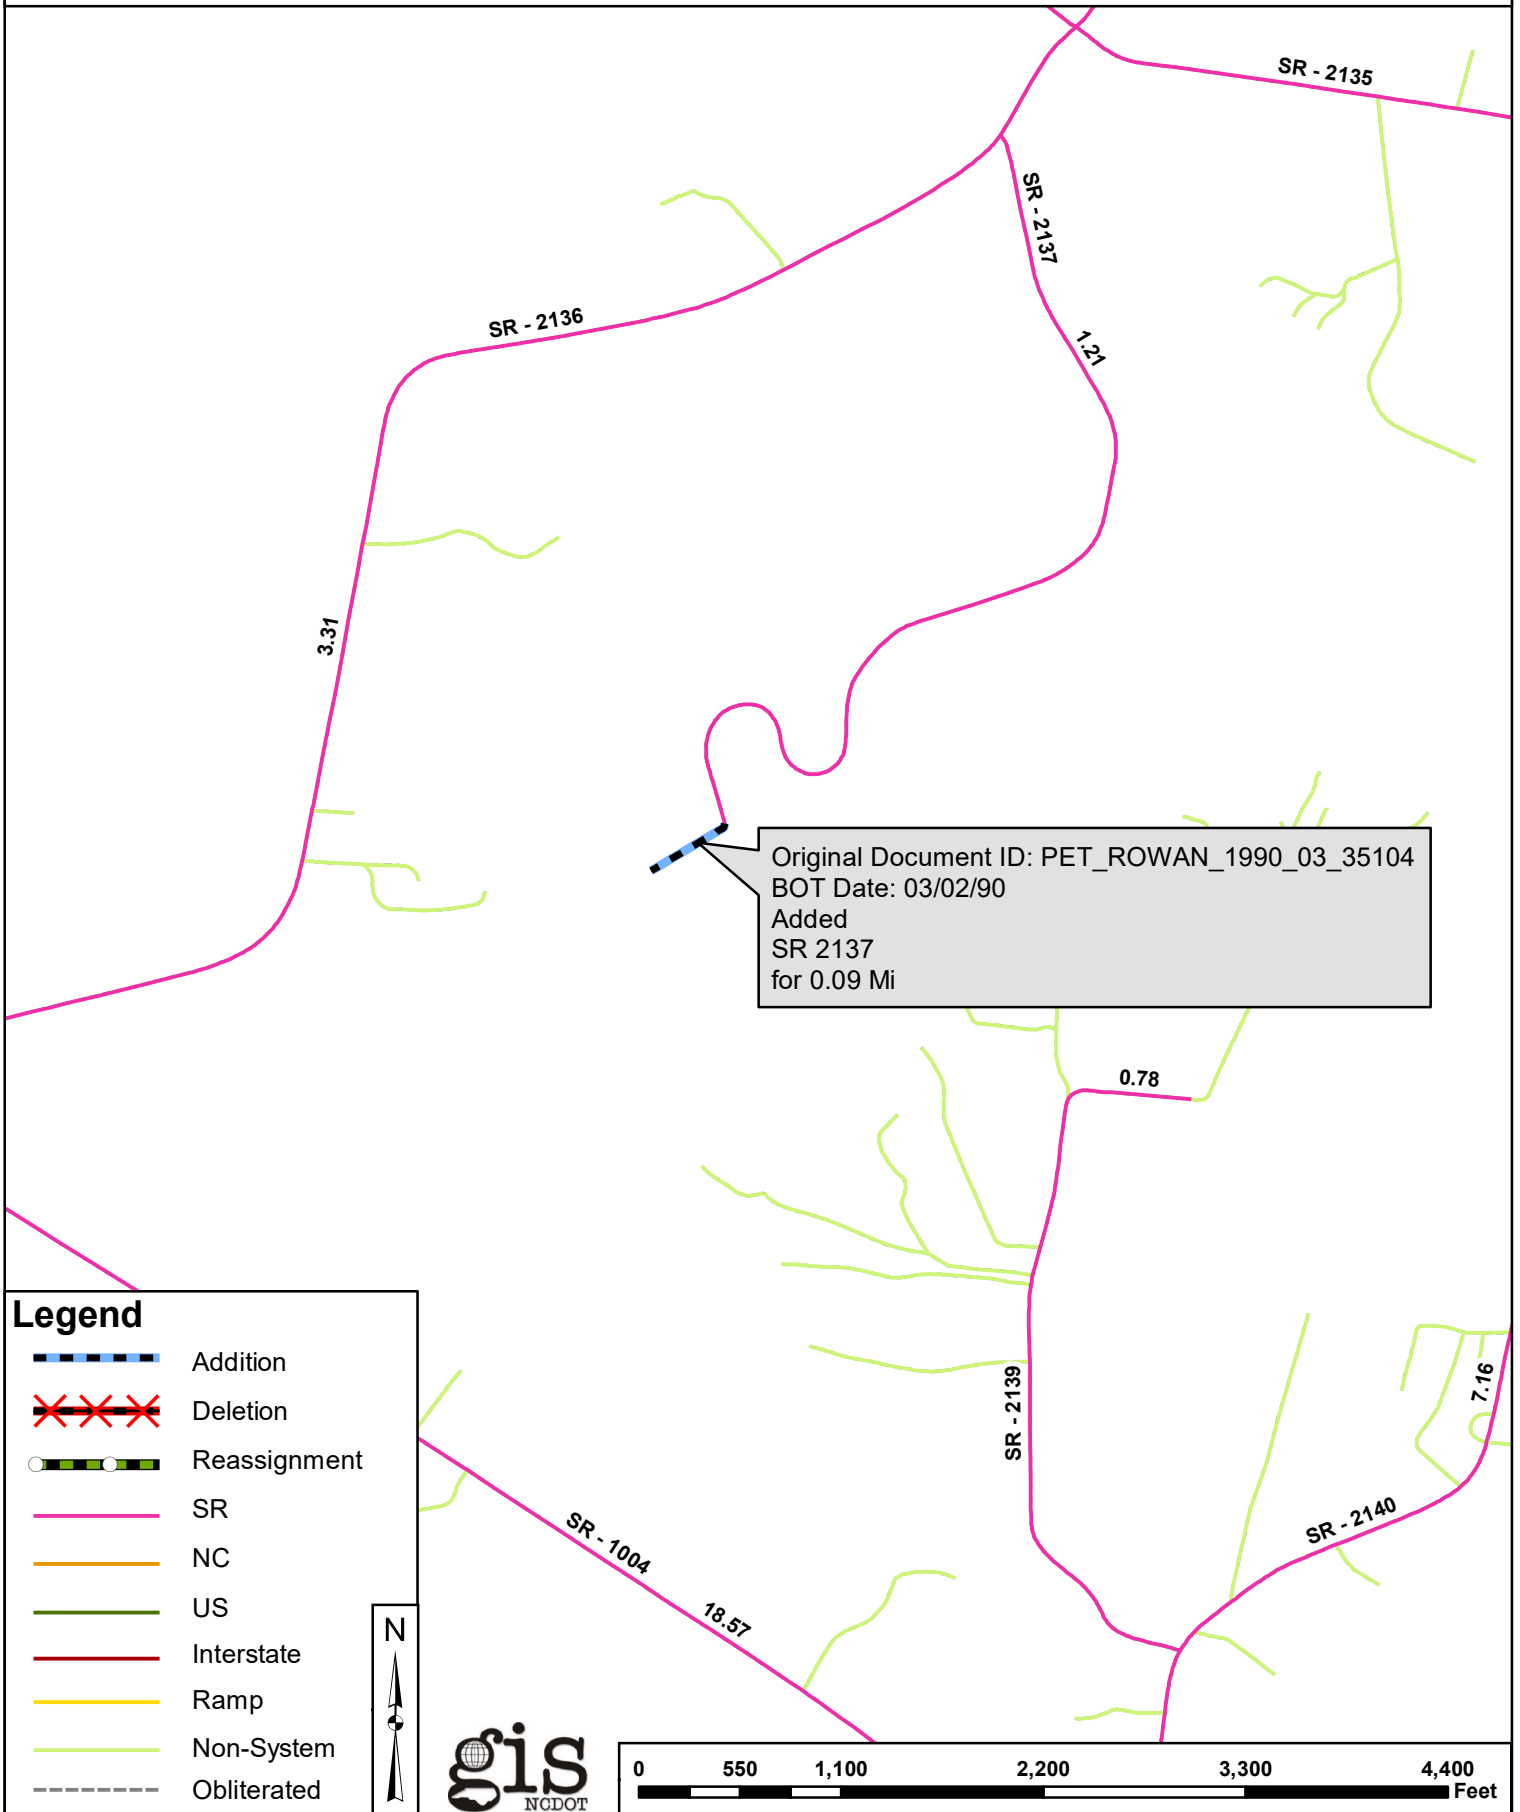 SR - 2135
SR - 2137
SR - 2136
1.21
3.31
Original Document ID: PET_ROWAN_1990_03_35104
BOT Date: 03/02/90
Added
SR 2137
for 0.09 Mi
0.78
SR - 2139
7.16
SR - 2140
SR - 1004
18.57
Legend
Addition
Deletion
Reassignment
SR
NC
US
Interstate
Ramp
Non-System
Obliterated
N
gis
NCDOT
0 550 1,100 2,200 3,300 4,400
Feet